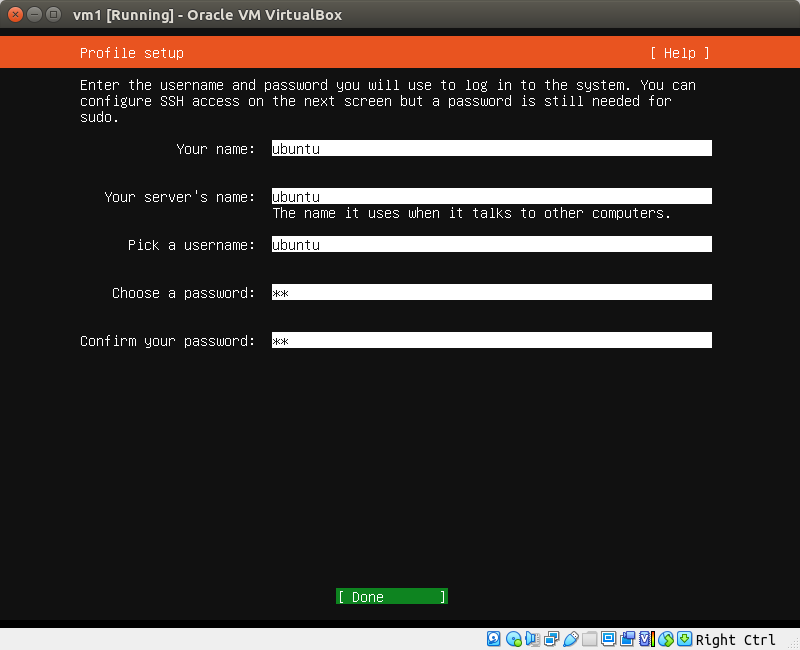 vm1 [Running] - Oracle VM VirtualBox
Profile setup [ Help ]
Enter the username and password you will use to log in to the system. You can
configure SSH access on the next screen but a password is still needed for
sudo.
Your name: ubuntu
Your server's name: ubuntu
The name it uses when it talks to other computers.
Pick a username: ubuntu
Choose a password: **
Confirm your password: **
[ Done ]
Right Ctrl